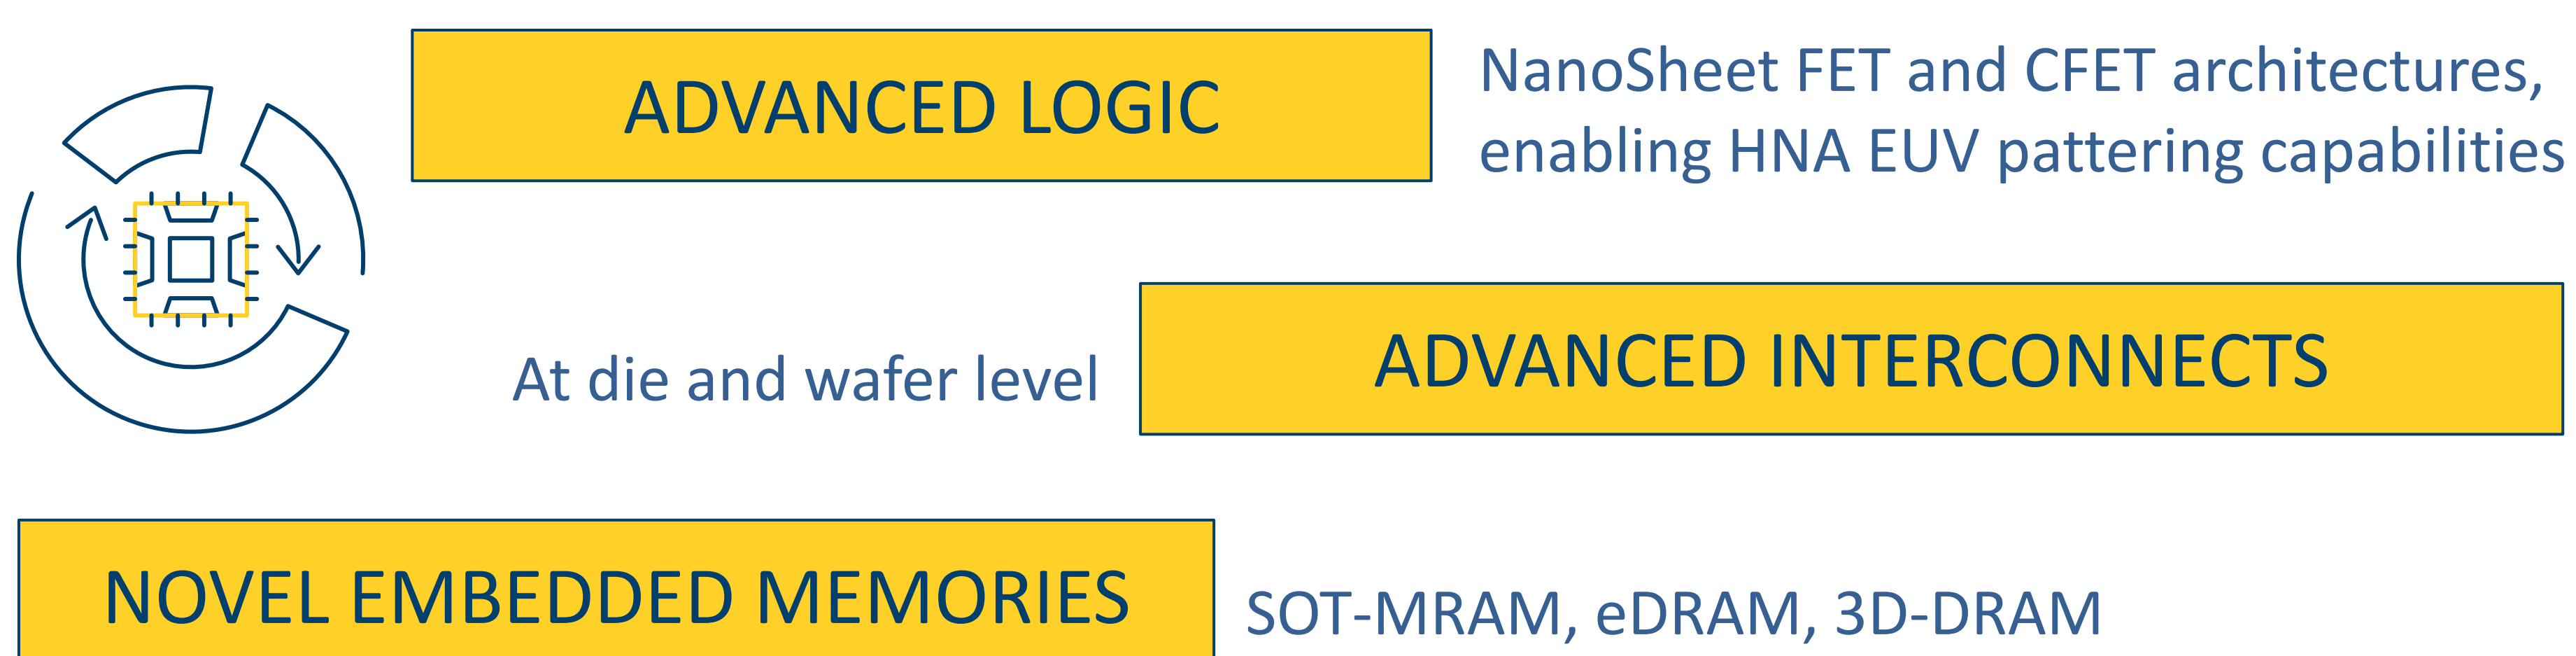 ADVANCED LOGIC
NanoSheet FET and CFET architectures,
enabling HNA EUV pattering capabilities
At die and wafer level
ADVANCED INTERCONNECTS
NOVEL EMBEDDED MEMORIES
SOT-MRAM, eDRAM, 3D-DRAM